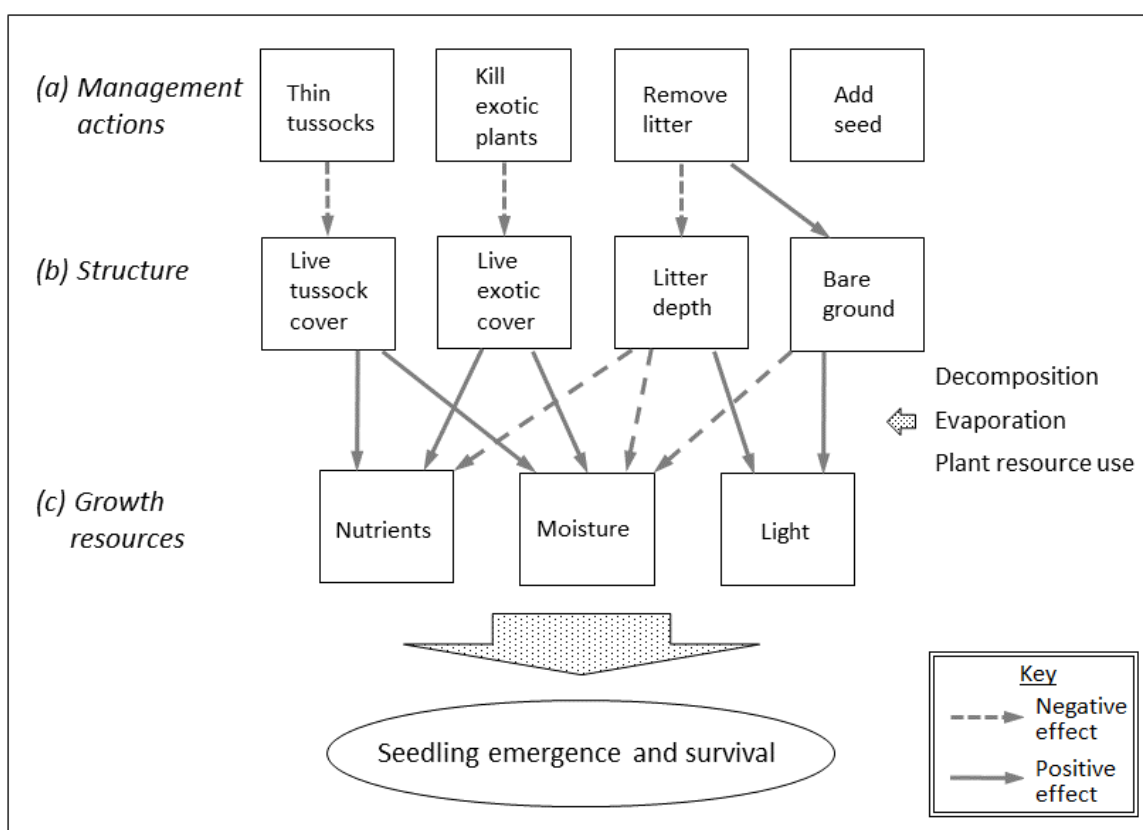 (a) Management
actions
Thin
tussocks
Kill
exotic
plants
Remove
litter
Add
seed
(b) Structure
Live
tussock
cover
Live
exotic
cover
Litter
depth
Bare
ground
Decomposition
Evaporation
Plant resource use
(c) Growth
resources
Nutrients
Moisture
Light
Seedling emergence and survival
Key
Negative
effect
Positive
effect